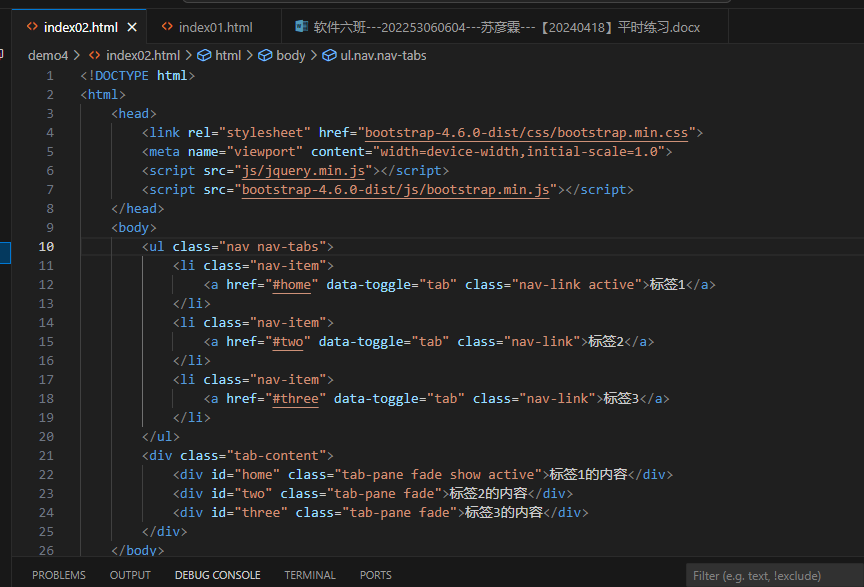 index02.html × index01.html 软件六班---202253060604---苏彦霖---【20240418】平时练习.docx
demo4 > index02.html > html > body > ul.nav.nav-tabs
1 <!DOCTYPE html>
2 <html>
3 <head>
4 <link rel="stylesheet" href="bootstrap-4.6.0-dist/css/bootstrap.min.css">
5 <meta name="viewport" content="width=device-width,initial-scale=1.0">
6 <script src="js/jquery.min.js"></script>
7 <script src="bootstrap-4.6.0-dist/js/bootstrap.min.js"></script>
8 </head>
9 <body>
10 <ul class="nav nav-tabs">
11 <li class="nav-item">
12 <a href="#home" data-toggle="tab" class="nav-link active">标签1</a>
13 </li>
14 <li class="nav-item">
15 <a href="#two" data-toggle="tab" class="nav-link">标签2</a>
16 </li>
17 <li class="nav-item">
18 <a href="#three" data-toggle="tab" class="nav-link">标签3</a>
19 </li>
20 </ul>
21 <div class="tab-content">
22 <div id="home" class="tab-pane fade show active">标签1的内容</div>
23 <div id="two" class="tab-pane fade">标签2的内容</div>
24 <div id="three" class="tab-pane fade">标签3的内容</div>
25 </div>
26 </body>
PROBLEMS OUTPUT DEBUG CONSOLE TERMINAL PORTS Filter (e.g. text, !exclude)